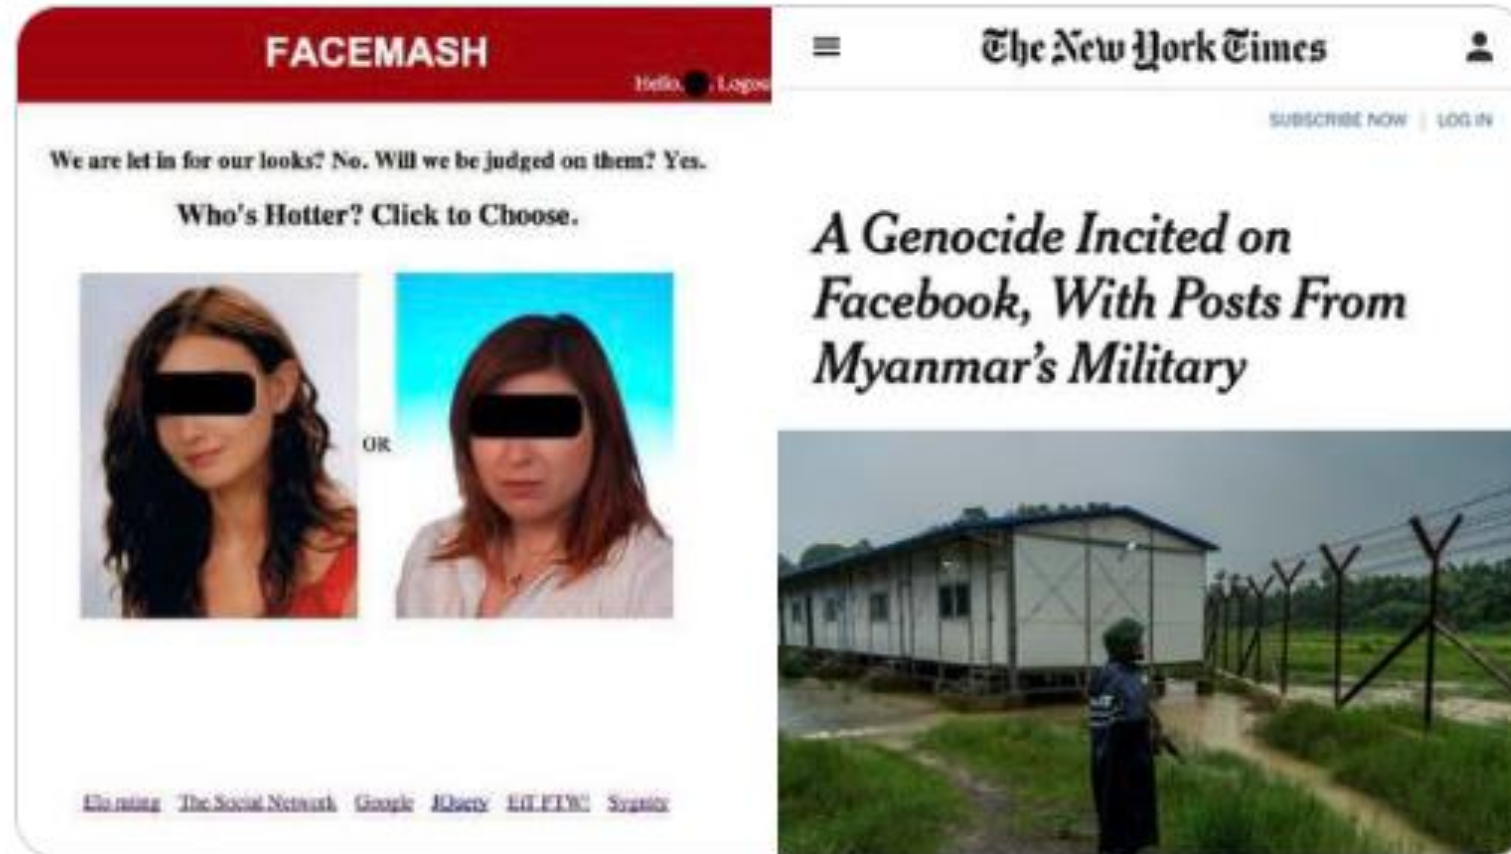 FACEMASH
Hello, , Logout
We are let in for our looks? No. Will we be judged on them? Yes.
Who's Hotter? Click to Choose.
OR
Elo rating The Social Network Google JQuery EiT FTW!
The New York Times
SUBSCRIBE NOW | LOG IN
A Genocide Incited on
Facebook, With Posts From
Myanmar's Military